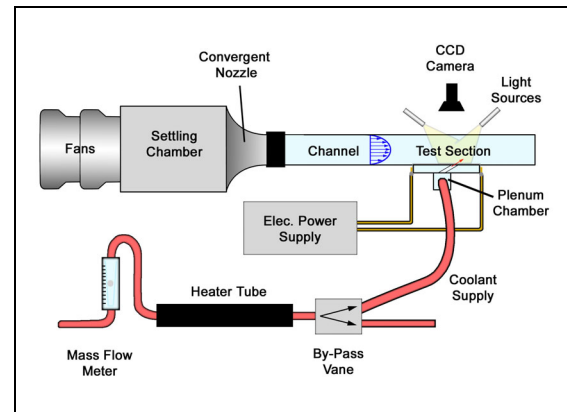 CCD
Camera
Light
Sources
Convergent
Nozzle
Fans
Settling
Chamber
Channel
Test Section
Plenum
Chamber
Elec. Power
Supply
Coolant
Supply
Heater Tube
Mass Flow
Meter
By-Pass
Vane